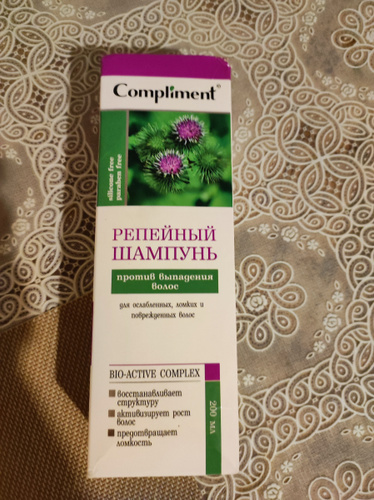 Compliment®
silicone free
paraben free
РЕПЕЙНЫЙ
ШАМПУНЬ
против выпадения
волос
для ослабленных, ломких и
поврежденных волос
BIO-ACTIVE COMPLEX
восстанавливает
структуру
активизирует рост
волос
предотвращает
ломкость
200 мл